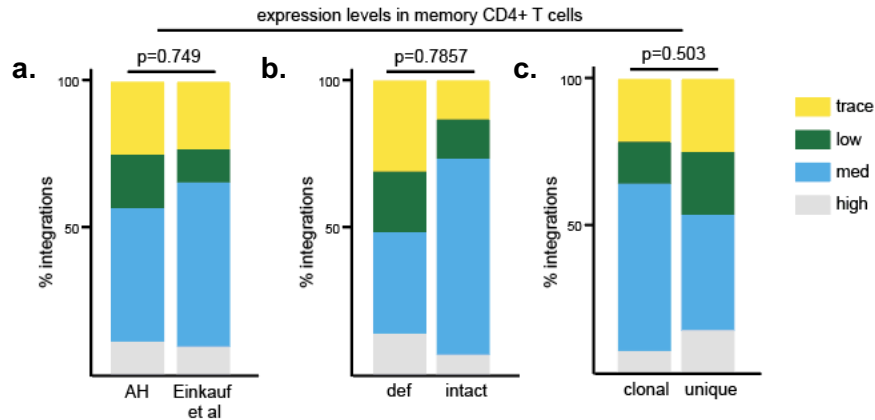 expression levels in memory CD4+ T cells
a.
p=0.749
100
50
% integrations
AH
Einkauf
et al
b.
p=0.7857
100
50
% integrations
def
intact
c.
p=0.503
100
50
% integrations
clonal
unique
trace
low
med
high